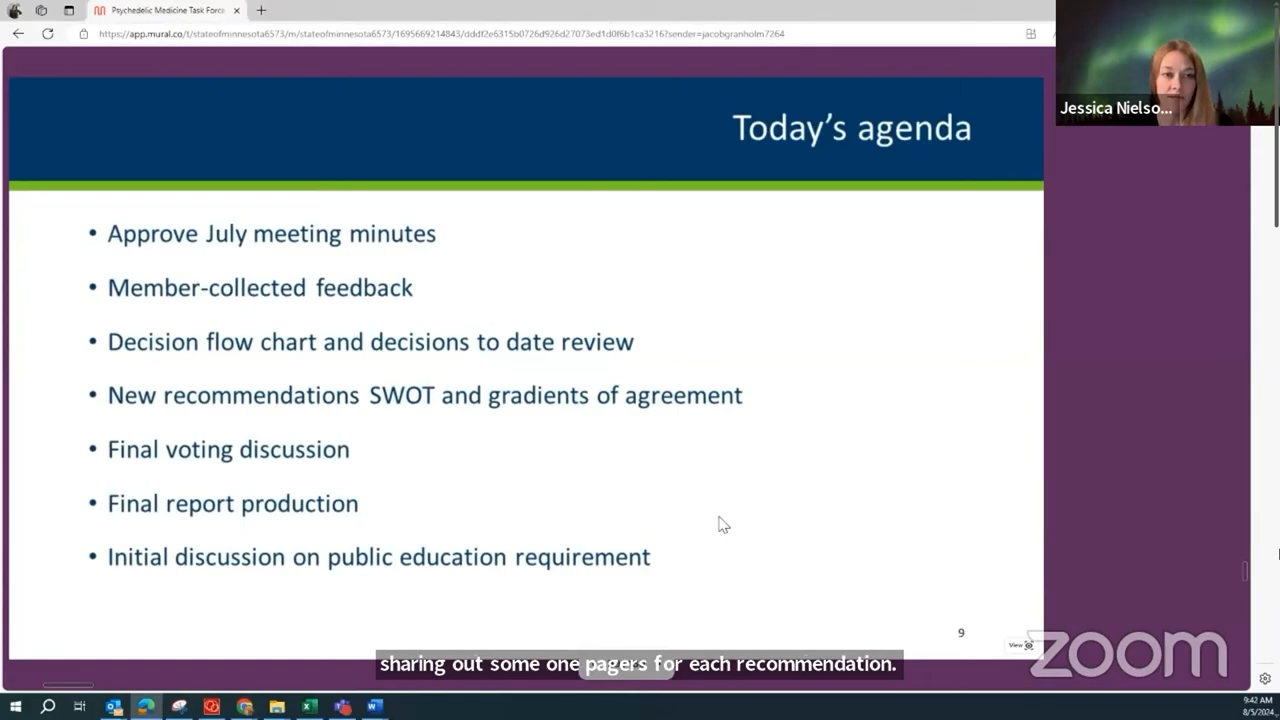 Psychedelic Medicine Task Force
https://app.mural.co/t/stateofminnesota6573/m/stateofminnesota6573/1695669214843/dddf2e6315b0726d926d27073ed1d0f6b1ca3216?sender=jacobgranholm7264
Jessica Nielso...
Today's agenda
• Approve July meeting minutes
• Member-collected feedback
• Decision flow chart and decisions to date review
• New recommendations SWOT and gradients of agreement
• Final voting discussion
• Final report production
• Initial discussion on public education requirement
9
View
zoom
sharing out some one pagers for each recommendation.
9:42 AM
8/5/2024